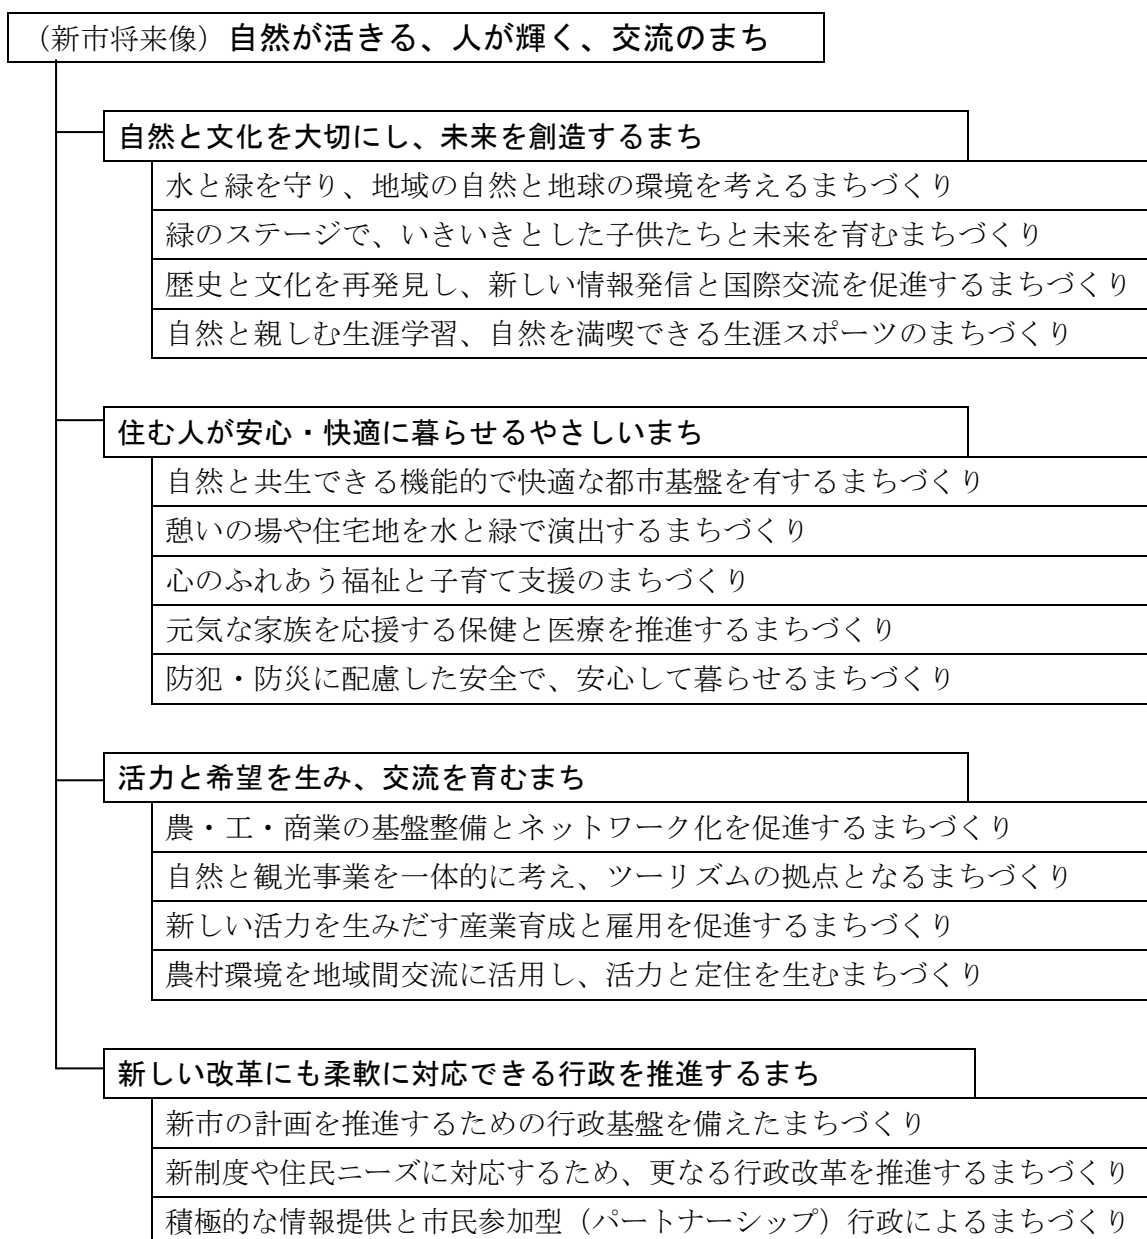 （新市将来像）自然が活きる、人が輝く、交流のまち
自然と文化を大切にし、未来を創造するまち
水と緑を守り、地域の自然と地球の環境を考えるまちづくり
緑のステージで、いきいきとした子供たちと未来を育むまちづくり
歴史と文化を再発見し、新しい情報発信と国際交流を促進するまちづくり
自然と親しむ生涯学習、自然を満喫できる生涯スポーツのまちづくり
住む人が安心・快適に暮らせるやさしいまち
自然と共生できる機能的で快適な都市基盤を有するまちづくり
憩いの場や住宅地を水と緑で演出するまちづくり
心のふれあう福祉と子育て支援のまちづくり
元気な家族を応援する保健と医療を推進するまちづくり
防犯・防災に配慮した安全で、安心して暮らせるまちづくり
活力と希望を生み、交流を育むまち
農・工・商業の基盤整備とネットワーク化を促進するまちづくり
自然と観光事業を一体的に考え、ツーリズムの拠点となるまちづくり
新しい活力を生みだす産業育成と雇用を促進するまちづくり
農村環境を地域間交流に活用し、活力と定住を生むまちづくり
新しい改革にも柔軟に対応できる行政を推進するまち
新市の計画を推進するための行政基盤を備えたまちづくり
新制度や住民ニーズに対応するため、更なる行政改革を推進するまちづくり
積極的な情報提供と市民参加型（パートナーシップ）行政によるまちづくり